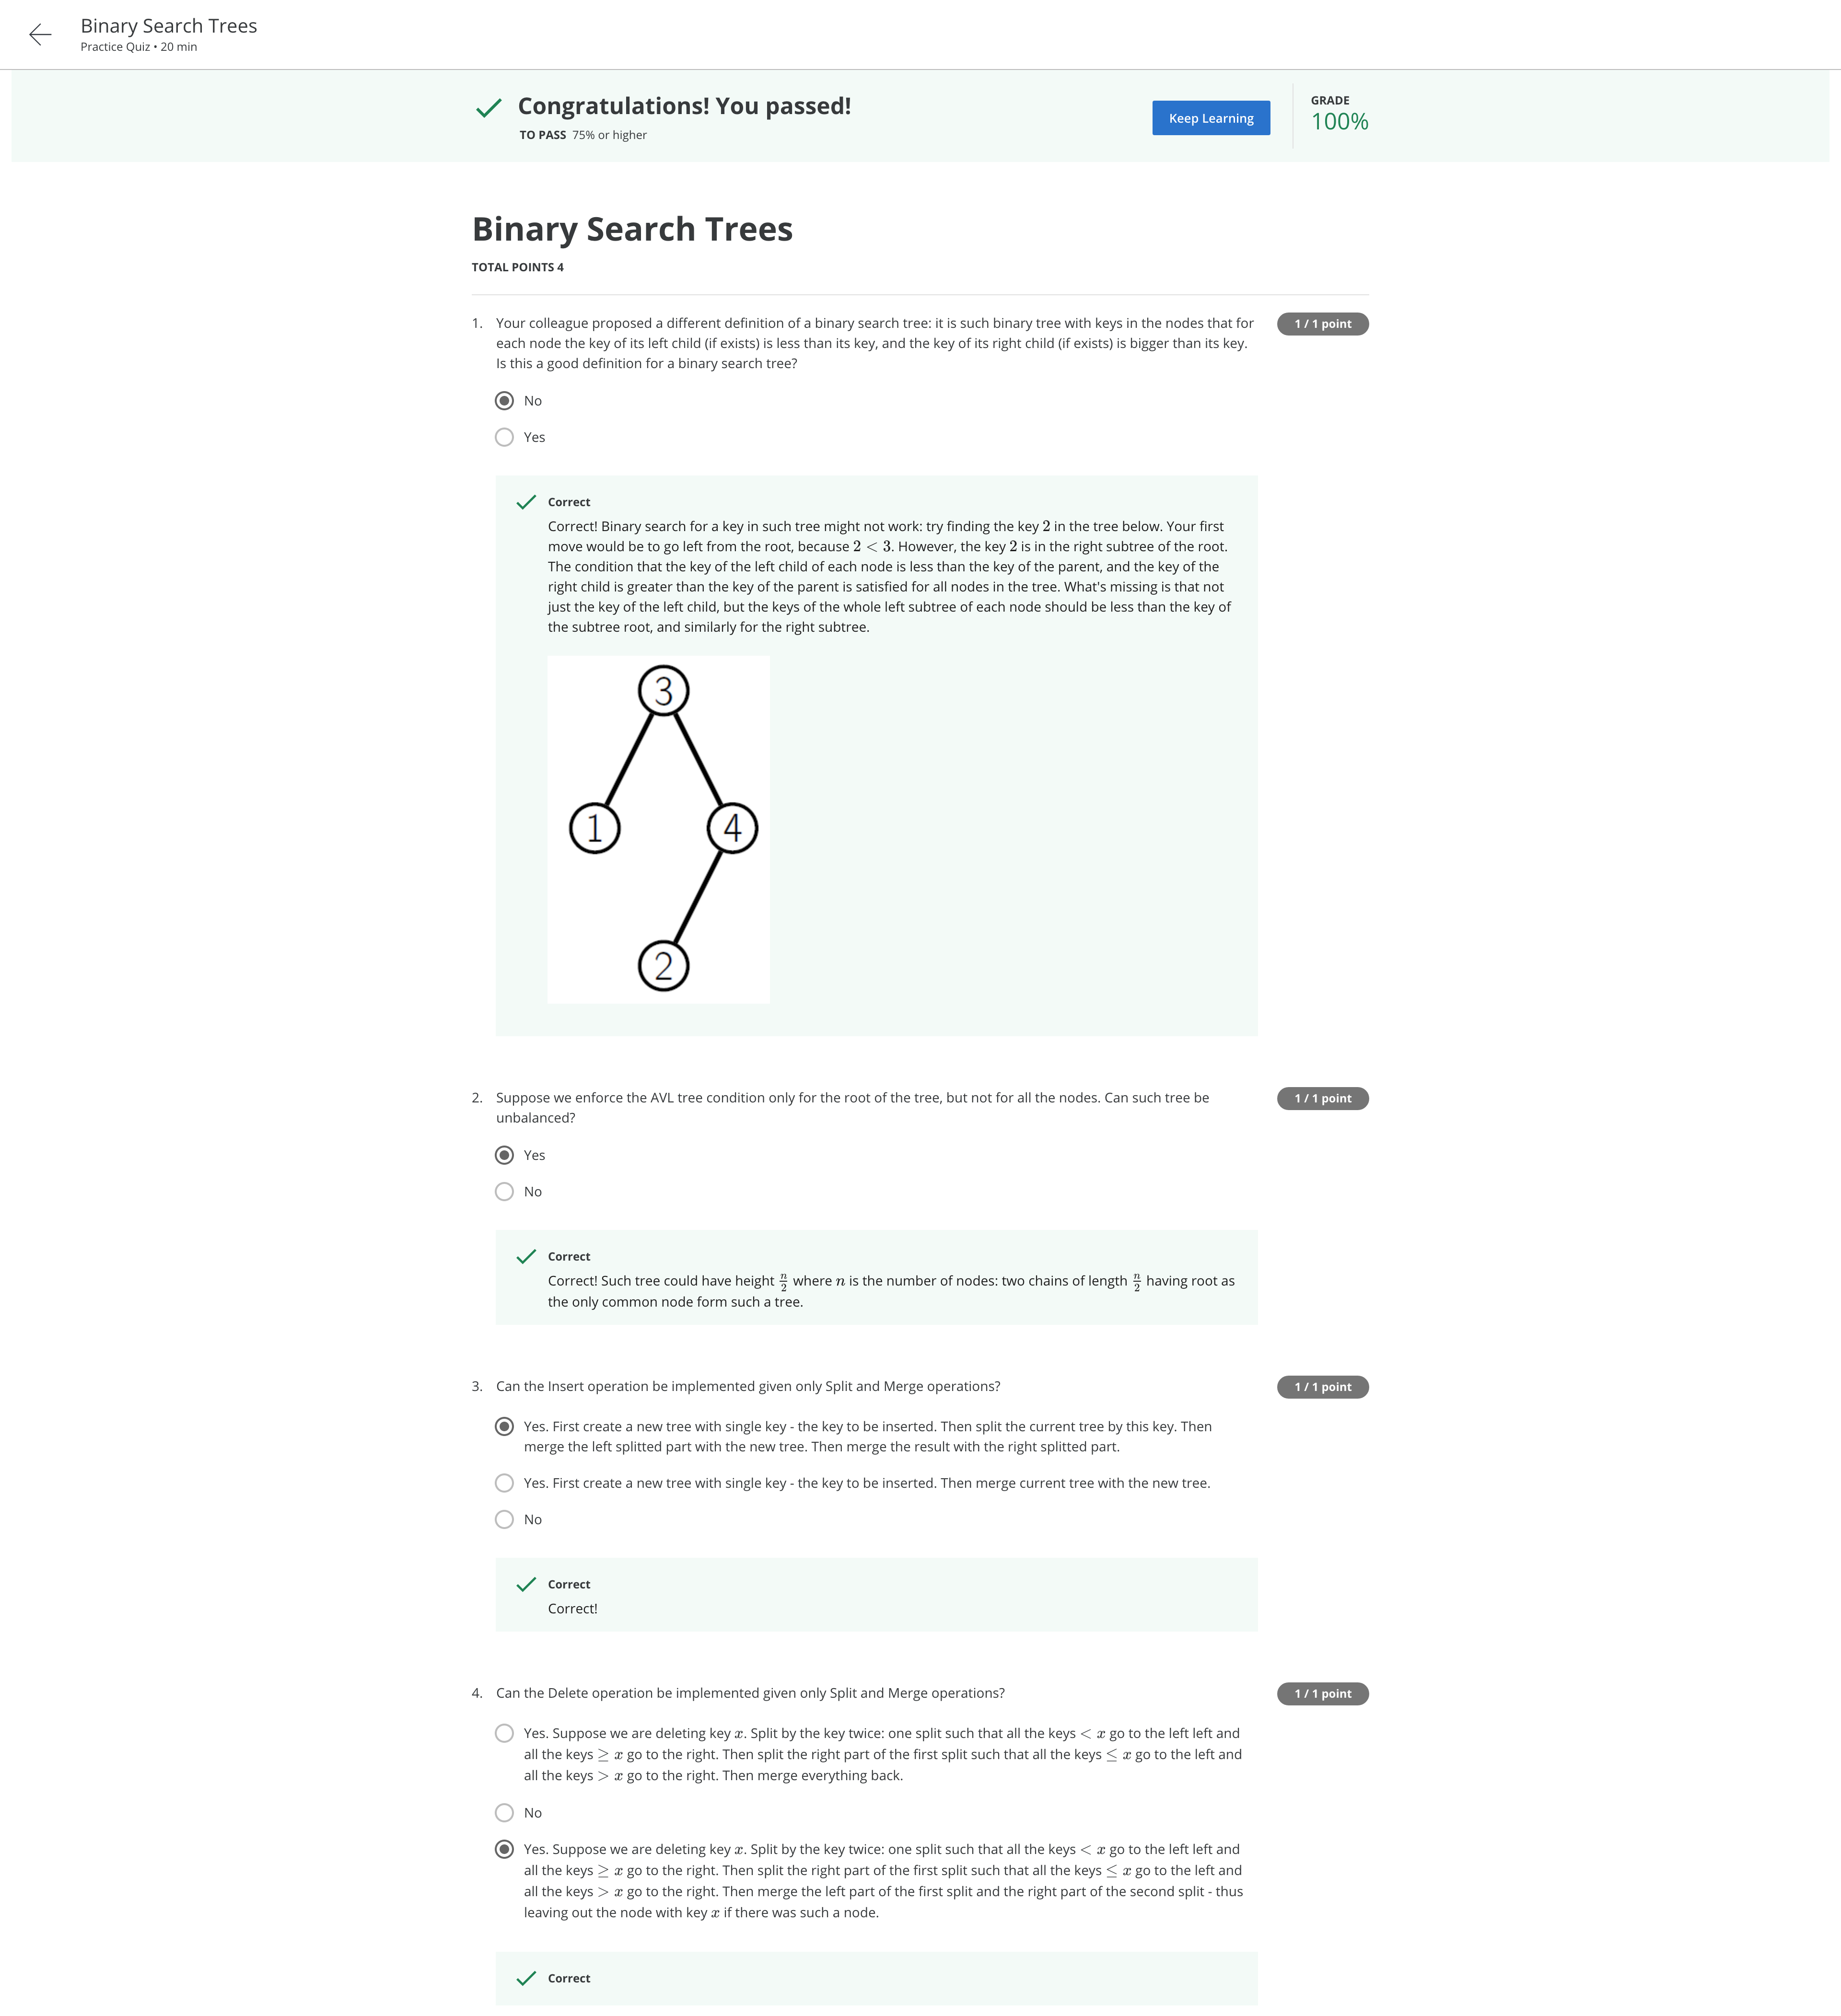 Binary Search Trees
Practice Quiz • 20 min
Congratulations! You passed!
TO PASS 75% or higher
Keep Learning
GRADE
100%
Binary Search Trees
TOTAL POINTS 4
1. Your colleague proposed a different definition of a binary search tree: it is such binary tree with keys in the nodes that for
each node the key of its left child (if exists) is less than its key, and the key of its right child (if exists) is bigger than its key.
Is this a good definition for a binary search tree?
1 / 1 point
No
Yes
Correct
Correct! Binary search for a key in such tree might not work: try finding the key 2 in the tree below. Your first
move would be to go left from the root, because 2 < 3. However, the key 2 is in the right subtree of the root.
The condition that the key of the left child of each node is less than the key of the parent, and the key of the
right child is greater than the key of the parent is satisfied for all nodes in the tree. What's missing is that not
just the key of the left child, but the keys of the whole left subtree of each node should be less than the key of
the subtree root, and similarly for the right subtree.
3
1
4
2
2. Suppose we enforce the AVL tree condition only for the root of the tree, but not for all the nodes. Can such tree be
unbalanced?
1 / 1 point
Yes
No
Correct
Correct! Such tree could have height n/2 where n is the number of nodes: two chains of length n/2 having root as
the only common node form such a tree.
3. Can the Insert operation be implemented given only Split and Merge operations?
1 / 1 point
Yes. First create a new tree with single key - the key to be inserted. Then split the current tree by this key. Then
merge the left splitted part with the new tree. Then merge the result with the right splitted part.
Yes. First create a new tree with single key - the key to be inserted. Then merge current tree with the new tree.
No
Correct
Correct!
4. Can the Delete operation be implemented given only Split and Merge operations?
1 / 1 point
Yes. Suppose we are deleting key x. Split by the key twice: one split such that all the keys < x go to the left left and
all the keys ≥ x go to the right. Then split the right part of the first split such that all the keys ≤ x go to the left and
all the keys > x go to the right. Then merge everything back.
No
Yes. Suppose we are deleting key x. Split by the key twice: one split such that all the keys < x go to the left left and
all the keys ≥ x go to the right. Then split the right part of the first split such that all the keys ≤ x go to the left and
all the keys > x go to the right. Then merge the left part of the first split and the right part of the second split - thus
leaving out the node with key x if there was such a node.
Correct